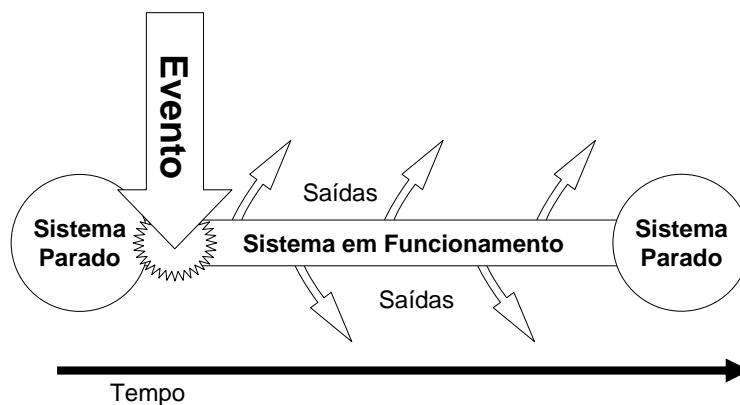 Evento
Saídas
Sistema
Parado
Sistema em Funcionamento
Sistema
Parado
Saídas
Tempo